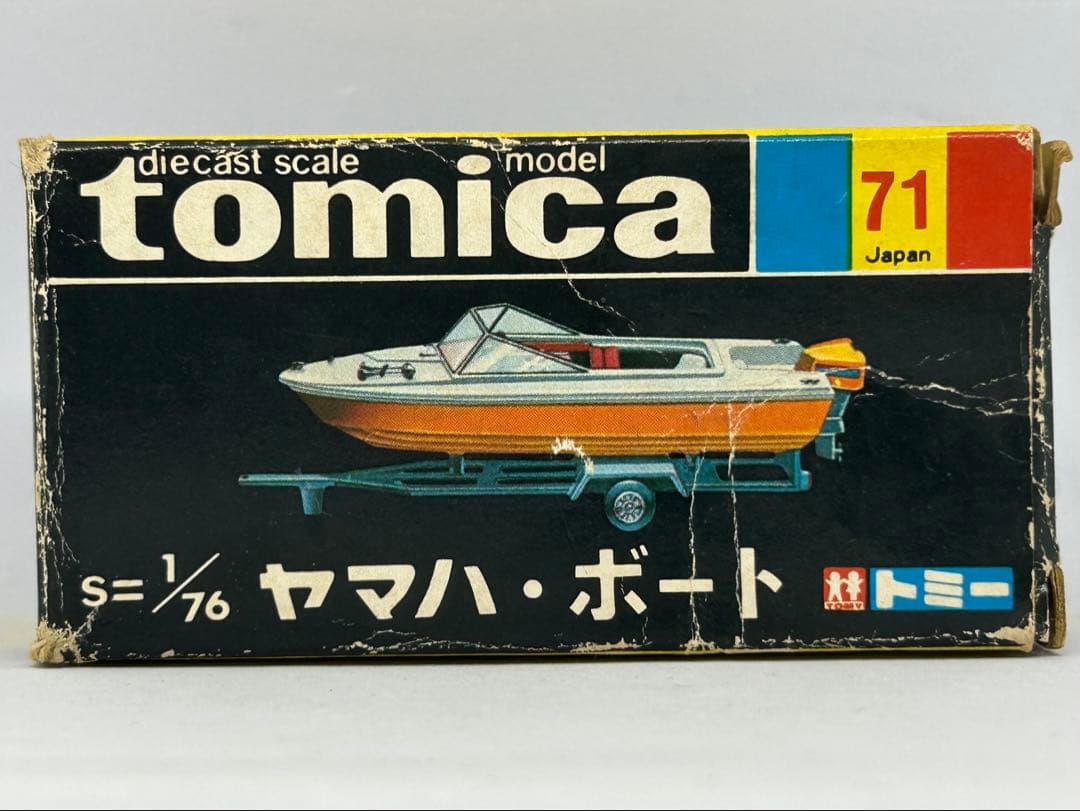 diecast scale model
tomica
71
Japan
S=1/76 ヤマハ・ボート
TOMY
トミー